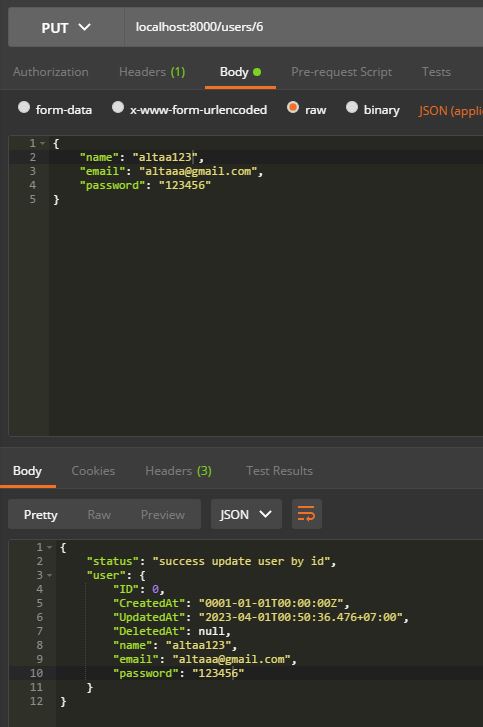 PUT localhost:8000/users/6
Authorization Headers (1) Body Pre-request Script Tests
form-data x-www-form-urlencoded raw binary JSON (appli
1 {
2 "name": "altaa123",
3 "email": "altaaa@gmail.com",
4 "password": "123456"
5 }
Body Cookies Headers (3) Test Results
Pretty Raw Preview JSON
1 {
2 "status": "success update user by id",
3 "user": {
4 "ID": 0,
5 "CreatedAt": "0001-01-01T00:00:00Z",
6 "UpdatedAt": "2023-04-01T00:50:36.476+07:00",
7 "DeletedAt": null,
8 "name": "altaa123",
9 "email": "altaaa@gmail.com",
10 "password": "123456"
11 }
12 }